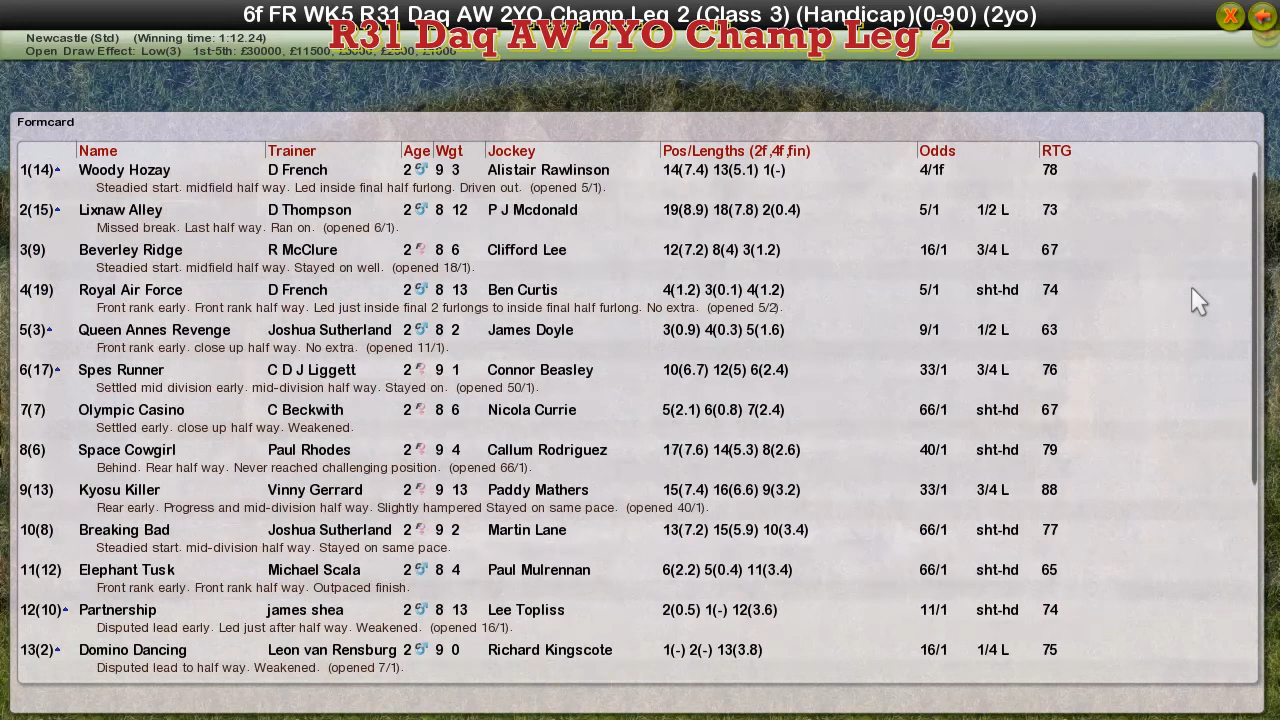 6f FR WK5 R31 Daq AW 2YO Champ Leg 2 (Class 3) (Handicap)(0-90) (2yo)
R31 Daq AW 2YO Champ Leg 2
Newcastle (Std) (Winning time: 1:12.24)
Open Draw Effect: Low(3) 1st-5th: £30000, £11500,
Formcard
Name Trainer Age Wgt Jockey Pos/Lengths (2f,4f,fin) Odds RTG
1(14) Woody Hozay D French 2 9 3 Alistair Rawlinson 14(7.4) 13(5.1) 1(-) 4/1f 78
Steadied start. midfield half way. Led inside final half furlong. Driven out. (opened 5/1).
2(15) Lixnaw Alley D Thompson 2 8 12 P J Mcdonald 19(8.9) 18(7.8) 2(0.4) 5/1 1/2 L 73
Missed break. Last half way. Ran on. (opened 6/1).
3(9) Beverley Ridge R McClure 2 8 6 Clifford Lee 12(7.2) 8(4) 3(1.2) 16/1 3/4 L 67
Steadied start. midfield half way. Stayed on well. (opened 18/1).
4(19) Royal Air Force D French 2 8 13 Ben Curtis 4(1.2) 3(0.1) 4(1.2) 5/1 sht-hd 74
Front rank early. Front rank half way. Led just inside final 2 furlongs to inside final half furlong. No extra. (opened 5/2).
5(3) Queen Annes Revenge Joshua Sutherland 2 8 2 James Doyle 3(0.9) 4(0.3) 5(1.6) 9/1 1/2 L 63
Front rank early. close up half way. No extra. (opened 11/1).
6(17) Spes Runner C D J Liggett 2 9 1 Connor Beasley 10(6.7) 12(5) 6(2.4) 33/1 3/4 L 76
Settled mid division early. mid-division half way. Stayed on. (opened 50/1).
7(7) Olympic Casino C Beckwith 2 8 6 Nicola Currie 5(2.1) 6(0.8) 7(2.4) 66/1 sht-hd 67
Settled early. close up half way. Weakened.
8(6) Space Cowgirl Paul Rhodes 2 9 4 Callum Rodriguez 17(7.6) 14(5.3) 8(2.6) 40/1 sht-hd 79
Behind. Rear half way. Never reached challenging position. (opened 66/1).
9(13) Kyosu Killer Vinny Gerrard 2 9 13 Paddy Mathers 15(7.4) 16(6.6) 9(3.2) 33/1 3/4 L 88
Rear early. Progress and mid-division half way. Slightly hampered Stayed on same pace. (opened 40/1).
10(8) Breaking Bad Joshua Sutherland 2 9 2 Martin Lane 13(7.2) 15(5.9) 10(3.4) 66/1 sht-hd 77
Steadied start. mid-division half way. Stayed on same pace.
11(12) Elephant Tusk Michael Scala 2 8 4 Paul Mulrennan 6(2.2) 5(0.4) 11(3.4) 66/1 sht-hd 65
Front rank early. Front rank half way. Outpaced finish.
12(10) Partnership james shea 2 8 13 Lee Topliss 2(0.5) 1(-) 12(3.6) 11/1 sht-hd 74
Disputed lead early. Led just after half way. Weakened. (opened 16/1).
13(2) Domino Dancing Leon van Rensburg 2 9 0 Richard Kingscote 1(-) 2(-) 13(3.8) 16/1 1/4 L 75
Disputed lead to half way. Weakened. (opened 7/1).